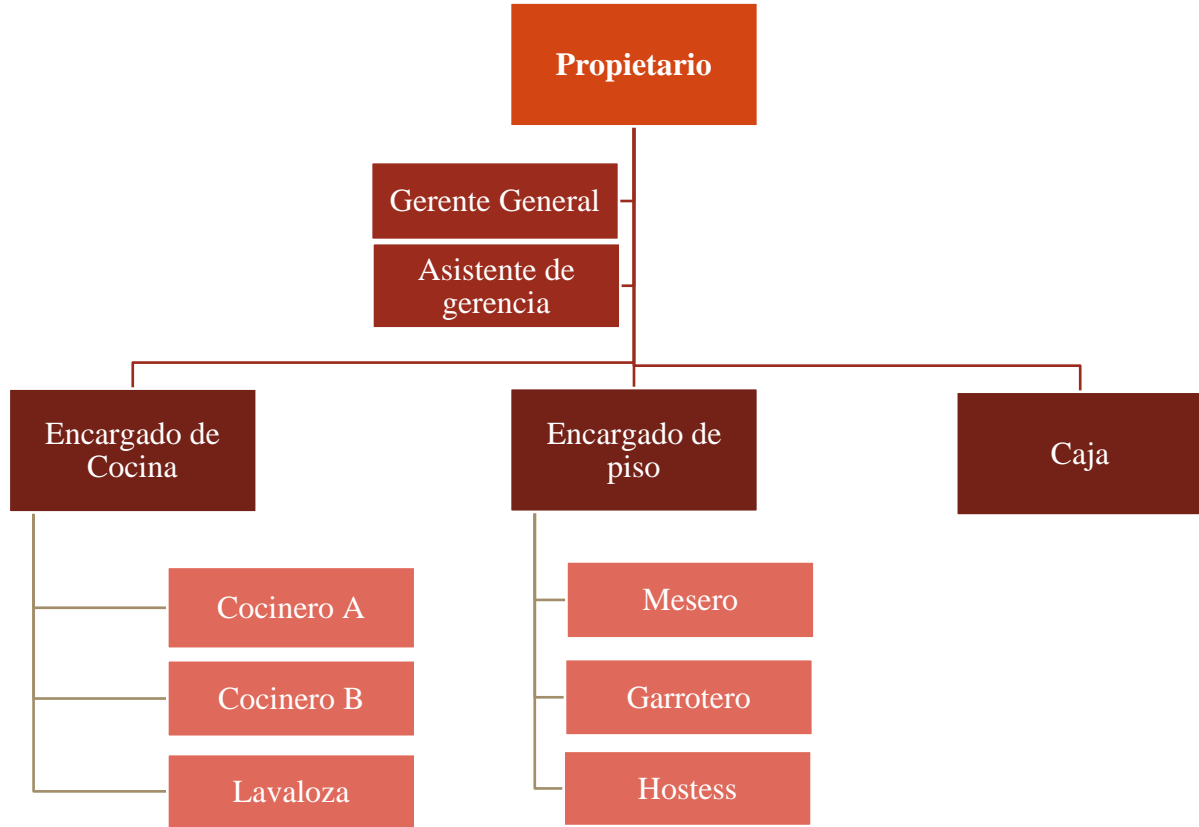 Propietario
Gerente General
Asistente de
gerencia
Encargado de
Cocina
Encargado de
piso
Caja
Cocinero A
Cocinero B
Lavaloza
Mesero
Garrotero
Hostess